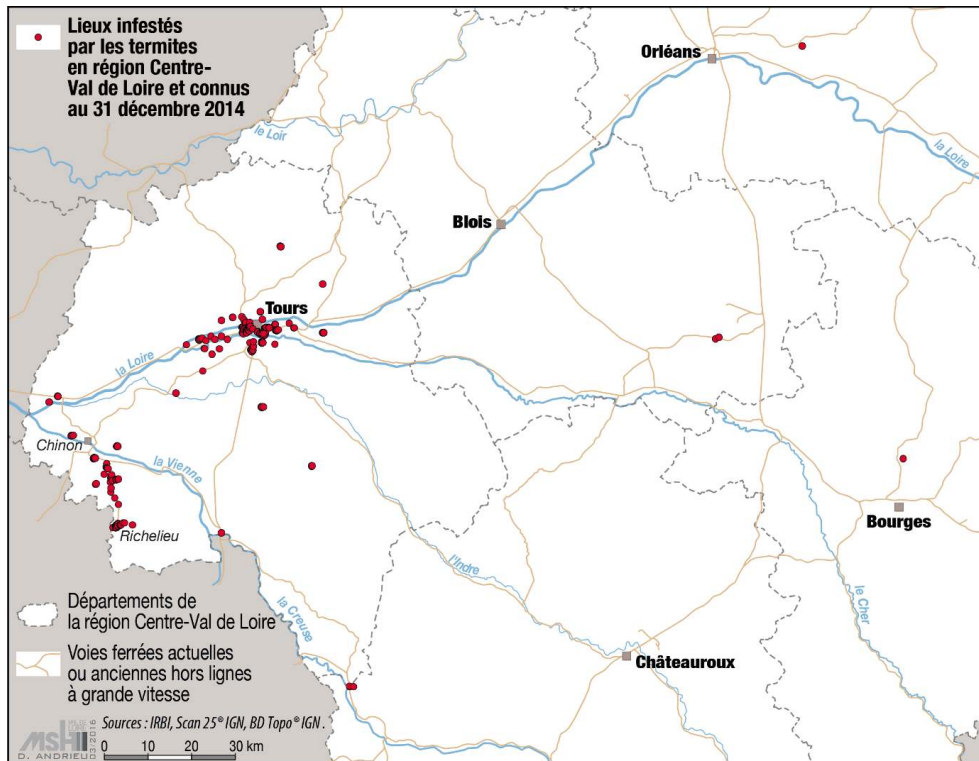 Lieux infestés
par les termites
en région Centre-
Val de Loire et connus
au 31 décembre 2014
Orléans
le Loir
la Loire
Blois
Tours
la Loire
Chinon
la Vienne
Bourges
Richelieu
l'Indre
la Creuse
le Cher
Départements de
la région Centre-Val de Loire
Châteauroux
Voies ferrées actuelles
ou anciennes hors lignes
à grande vitesse
Sources : IRBI, Scan 25® IGN, BD Topo® IGN .
MSH
D. ANDRIEU
03/2016
0 10 20 30 km